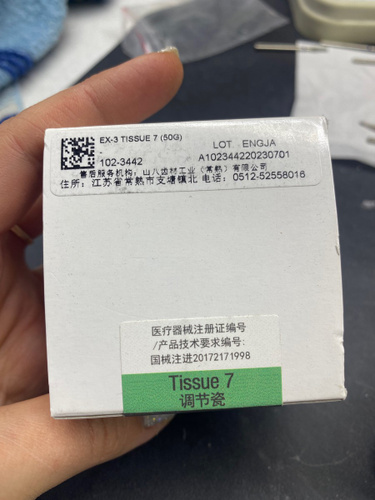 EX-3 TISSUE 7 (50G)
-
102-3442
LOT ENGJA
A102344220230701
售后服务机构：山八齿材工业（常熟）有限公司
住所：江苏省常熟市支塘镇北 电话：0512-52558016
医疗器械注册证编号
/产品技术要求编号:
国械注进20172171998
Tissue 7
调节瓷